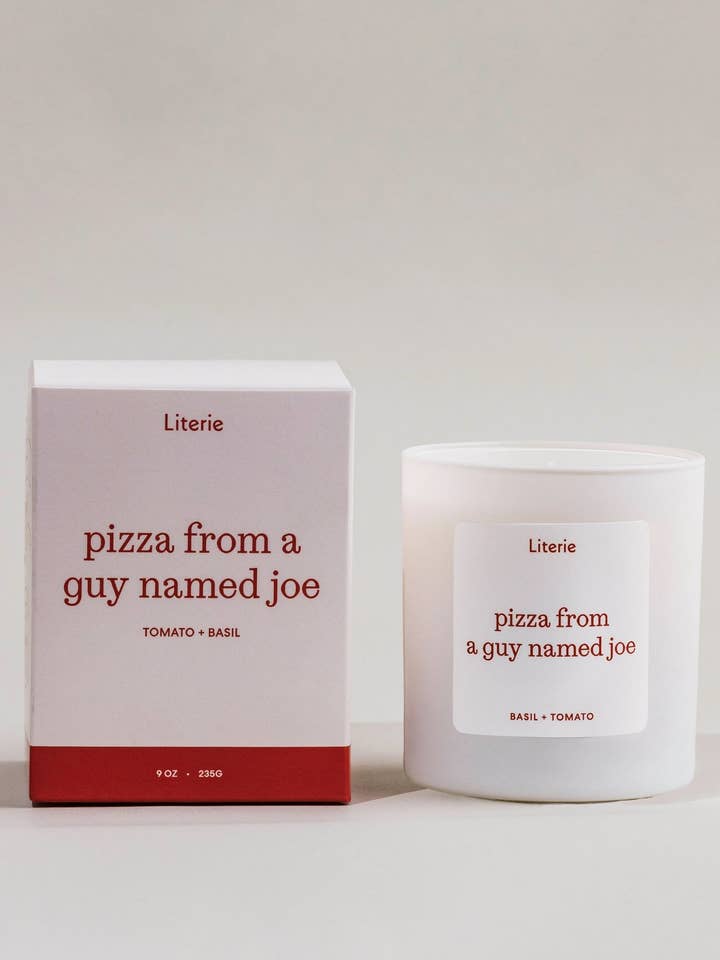 Literie
pizza from a
guy named joe
TOMATO + BASIL
9 OZ • 235G
Literie
pizza from
a guy named joe
BASIL + TOMATO